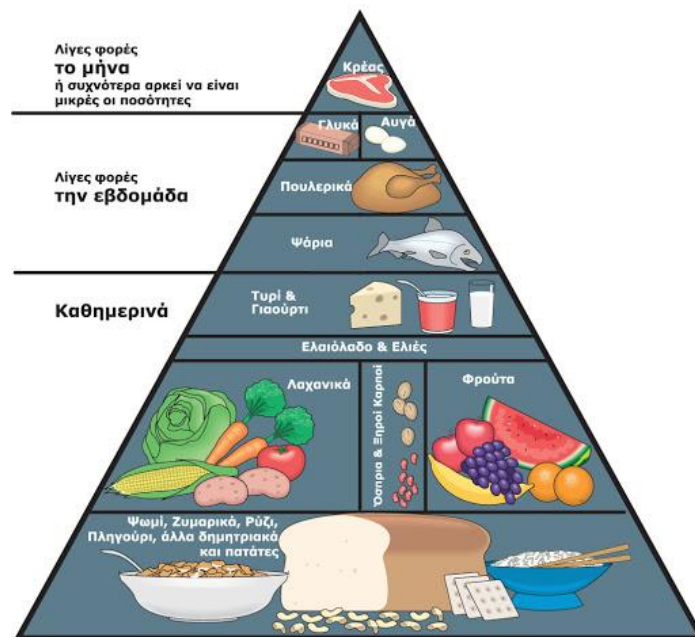 Λίγες φορές
το μήνα
ή συχνότερα αρκεί να είναι
μικρές οι ποσότητες
Κρέας
Γλυκά
Αυγά
Λίγες φορές
την εβδομάδα
Πουλερικά
Ψάρια
Καθημερινά
Τυρί &
Γιαούρτι
Ελαιόλαδο & Ελιές
Λαχανικά
Όσπρια & Ξηροί Καρποί
Φρούτα
Ψωμί, Ζυμαρικά, Ρύζι,
Πληγούρι, άλλα δημητριακά
και πατάτες